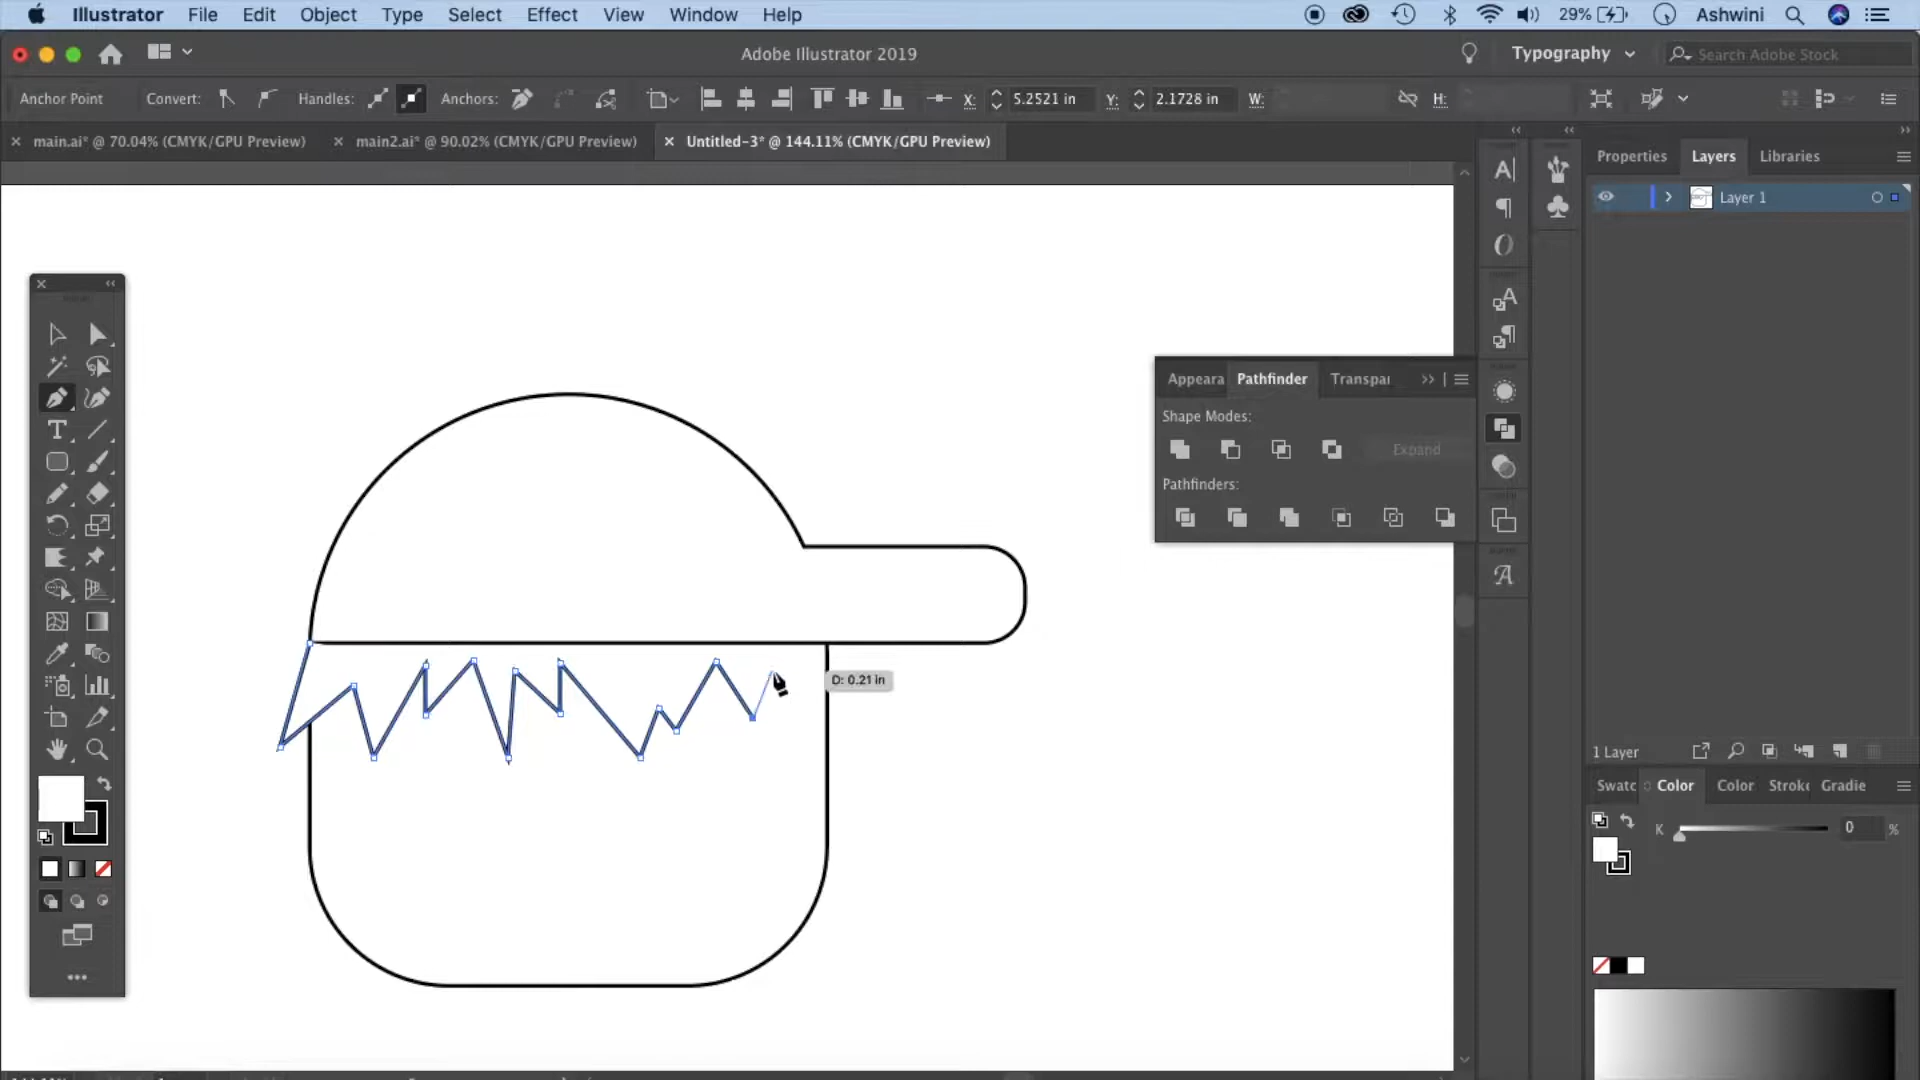 Illustrator File Edit Object Type Select Effect View Window Help 29% Ashwini
Adobe Illustrator 2019 Typography Search Adobe Stock
Anchor Point Convert: Handles: Anchors: X: 5.2521 in Y: 2.1728 in W: H:
main.ai* @ 70.04% (CMYK/GPU Preview) main2.ai* @ 90.02% (CMYK/GPU Preview) Untitled-3* @ 144.11% (CMYK/GPU Preview)
Properties Layers Libraries
Layer 1
Appeara Pathfinder Transpai
Shape Modes:
Expand
Pathfinders:
D: 0.21 in
1 Layer
Swatc Color Color Stroke Gradie
K 0 %